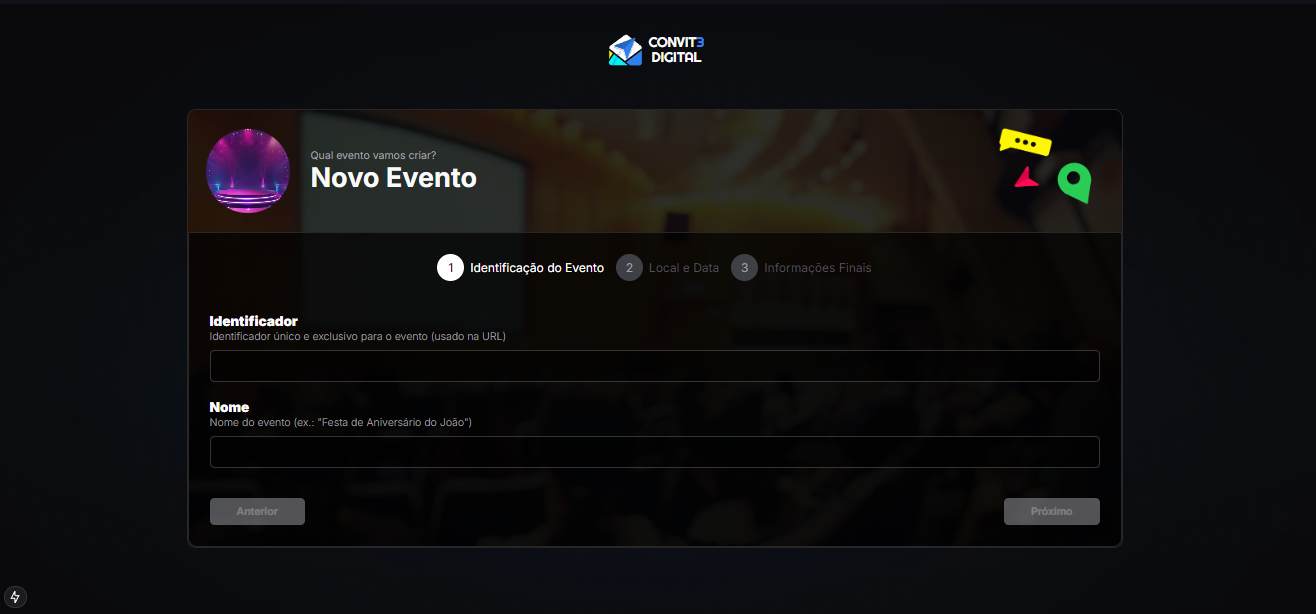 CONVIT3
DIGITAL
Qual evento vamos criar?
Novo Evento
1 Identificação do Evento 2 Local e Data 3 Informações Finais
Identificador
Identificador único e exclusivo para o evento (usado na URL)
Nome
Nome do evento (ex.: "Festa de Aniversário do João")
Anterior
Próximo